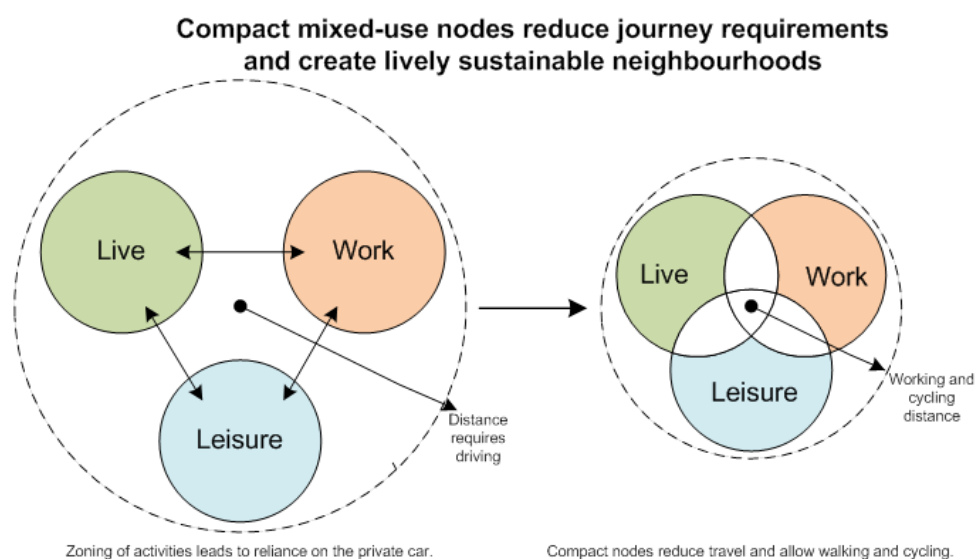 Compact mixed-use nodes reduce journey requirements
and create lively sustainable neighbourhoods
Live
Work
Leisure
Distance
requires
driving
Zoning of activities leads to reliance on the private car.
Live
Work
Leisure
Working and
cycling
distance
Compact nodes reduce travel and allow walking and cycling.